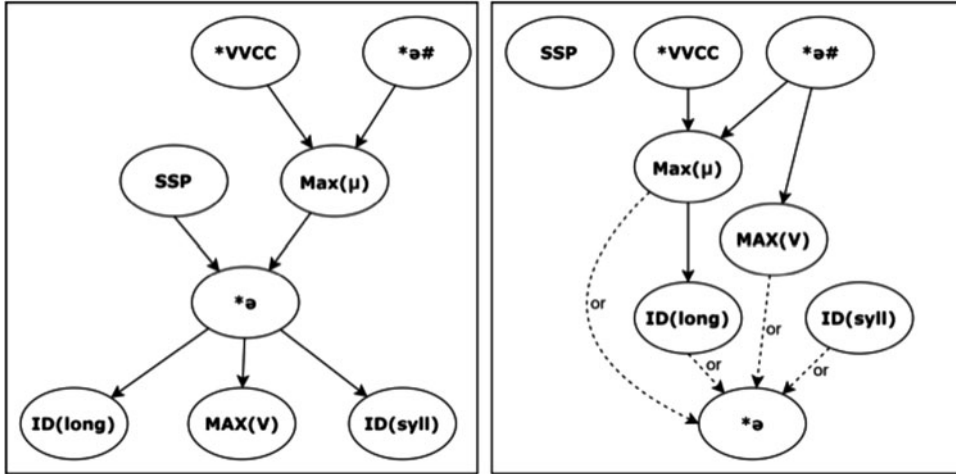 *VVCC *ə#
SSP Max(μ)
*ə
ID(long) MAX(V) ID(syll)
SSP *VVCC *ə#
Max(μ)
MAX(V)
or
ID(long) ID(syll)
or
or or
*ə